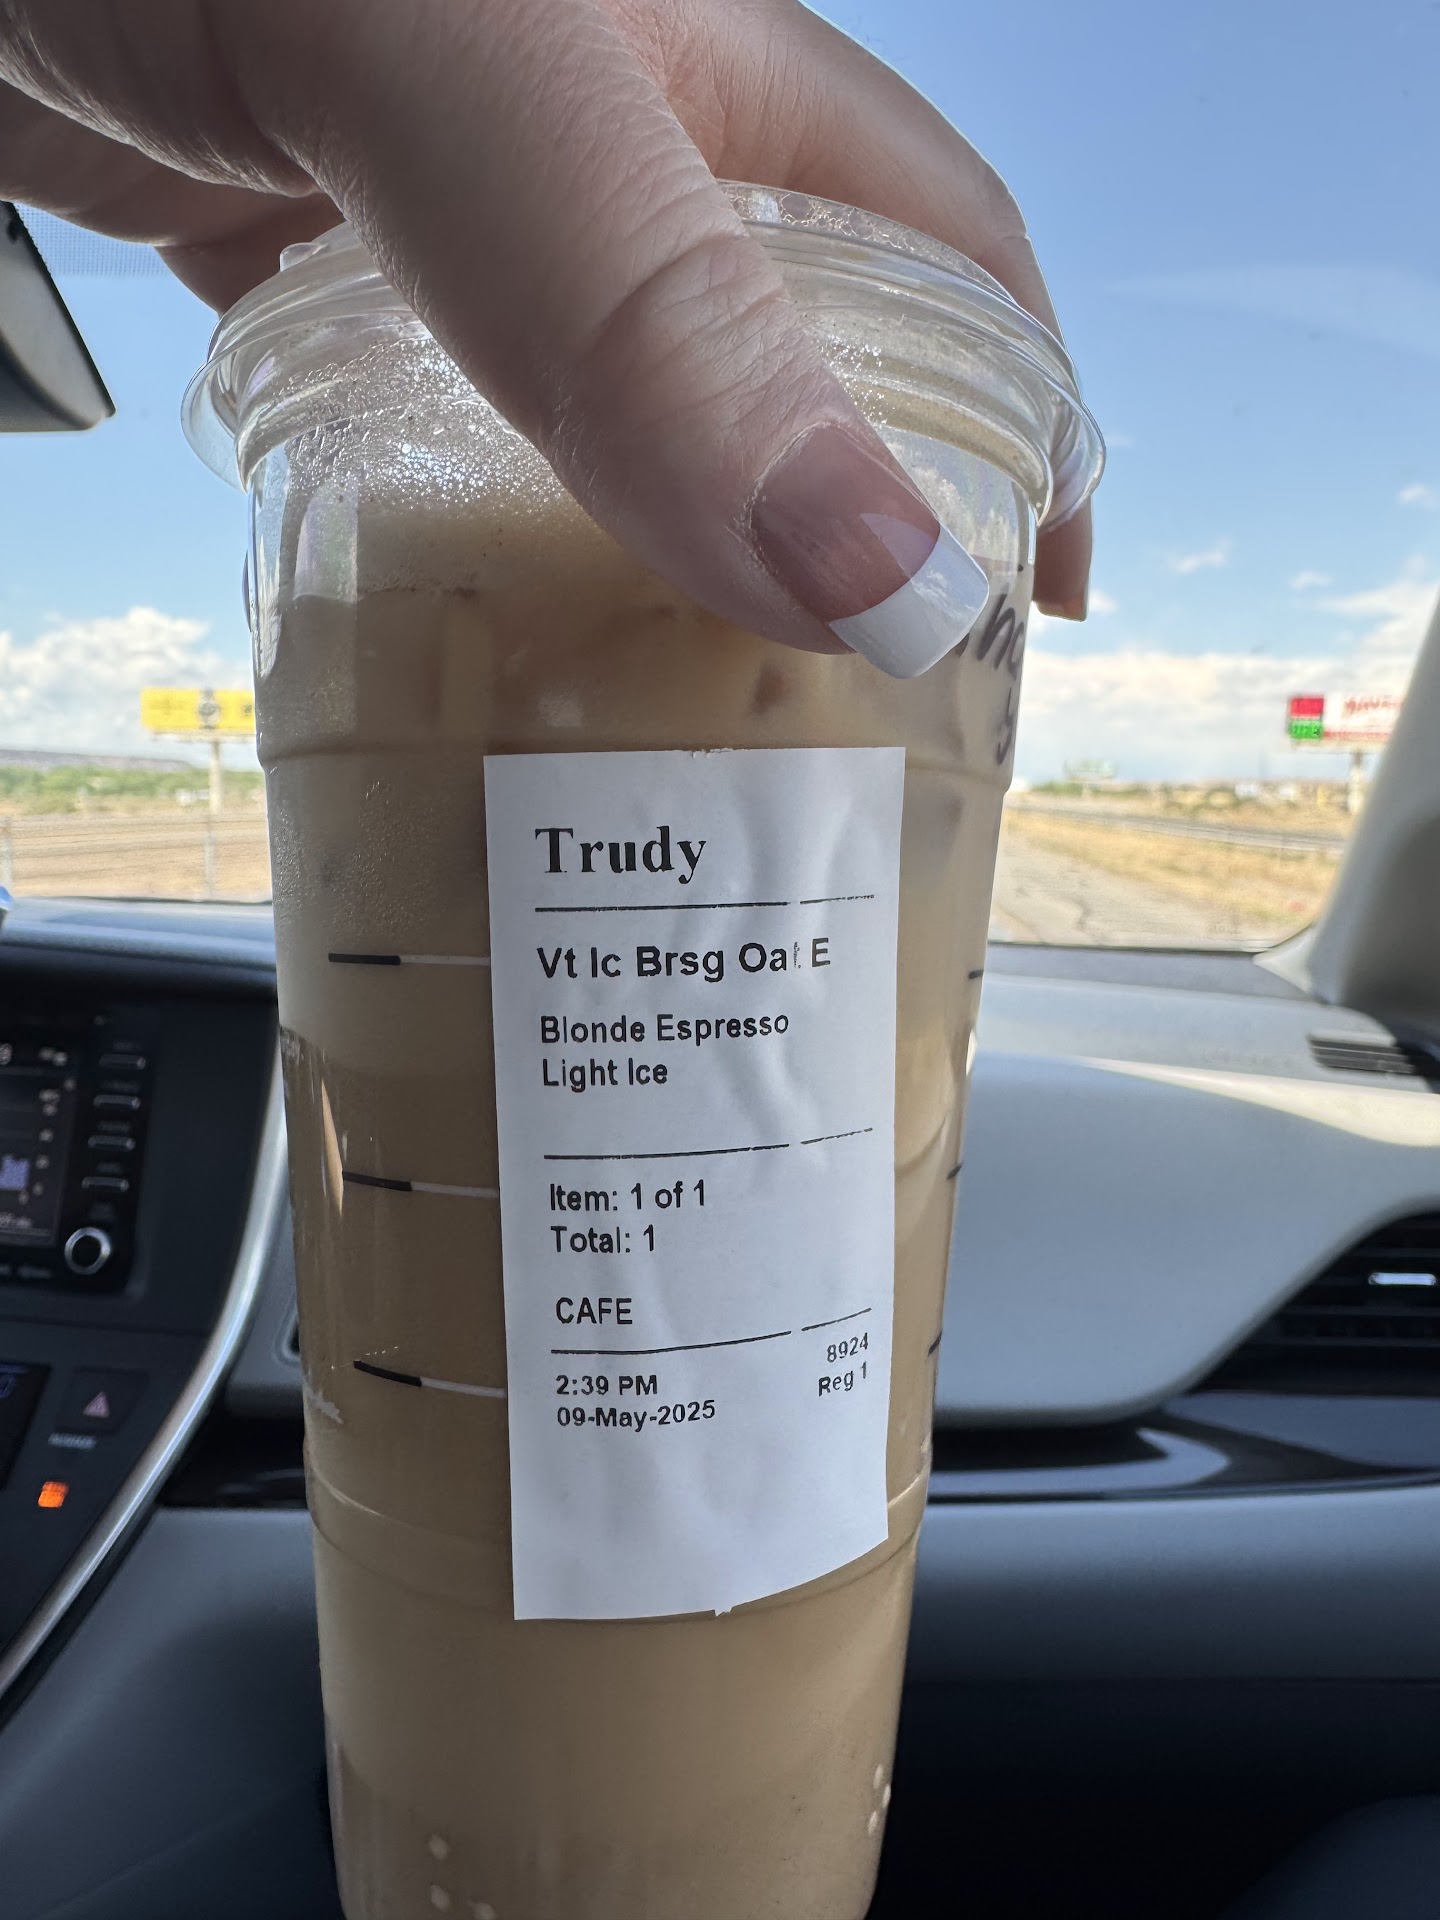 Trudy
Vt Ic Brsg Oat E
Blonde Espresso
Light Ice
Item: 1 of 1
Total: 1
CAFE
8924
2:39 PM
Reg 1
09-May-2025